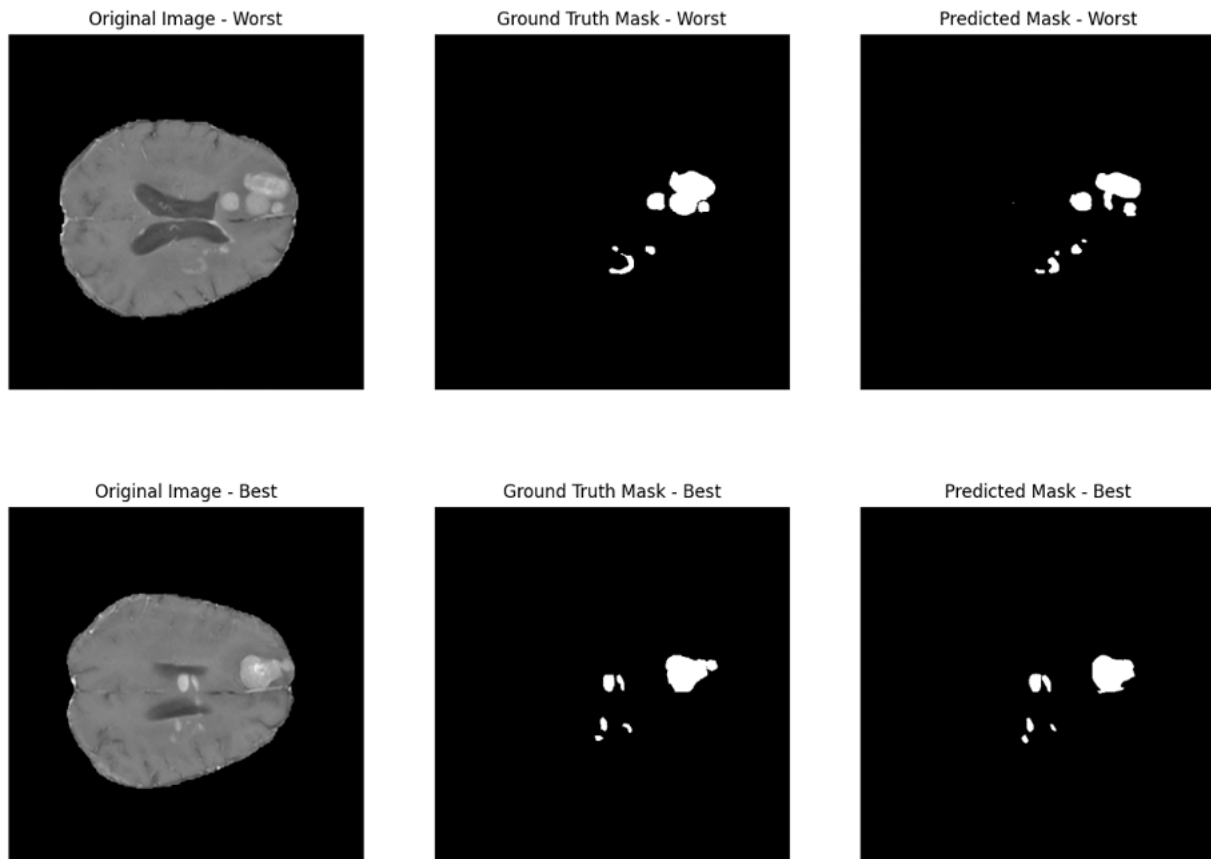 Original Image - Worst
Ground Truth Mask - Worst
Predicted Mask - Worst
Original Image - Best
Ground Truth Mask - Best
Predicted Mask - Best